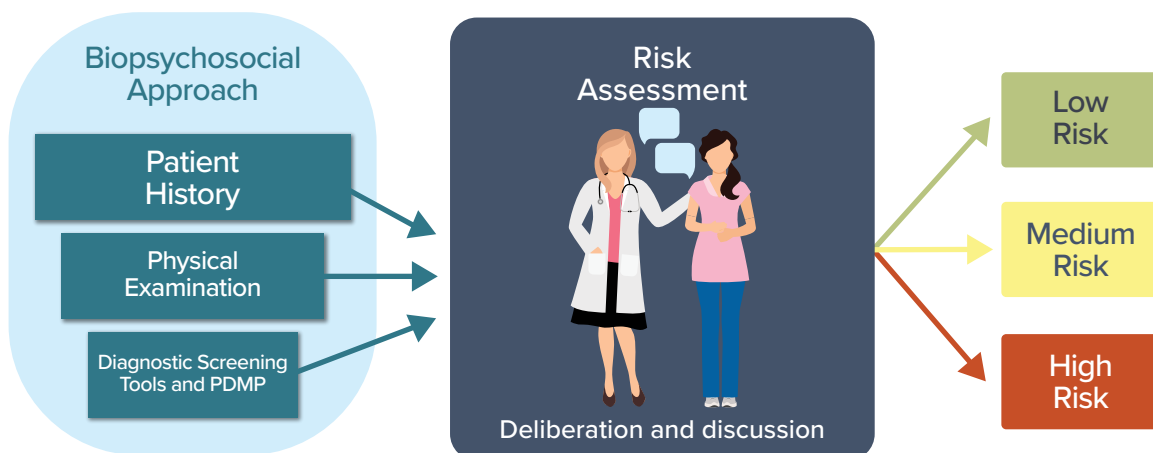 Biopsychosocial
Approach
Patient
History
Physical
Examination
Diagnostic Screening
Tools and PDMP
Risk
Assessment
Deliberation and discussion
Low
Risk
Medium
Risk
High
Risk